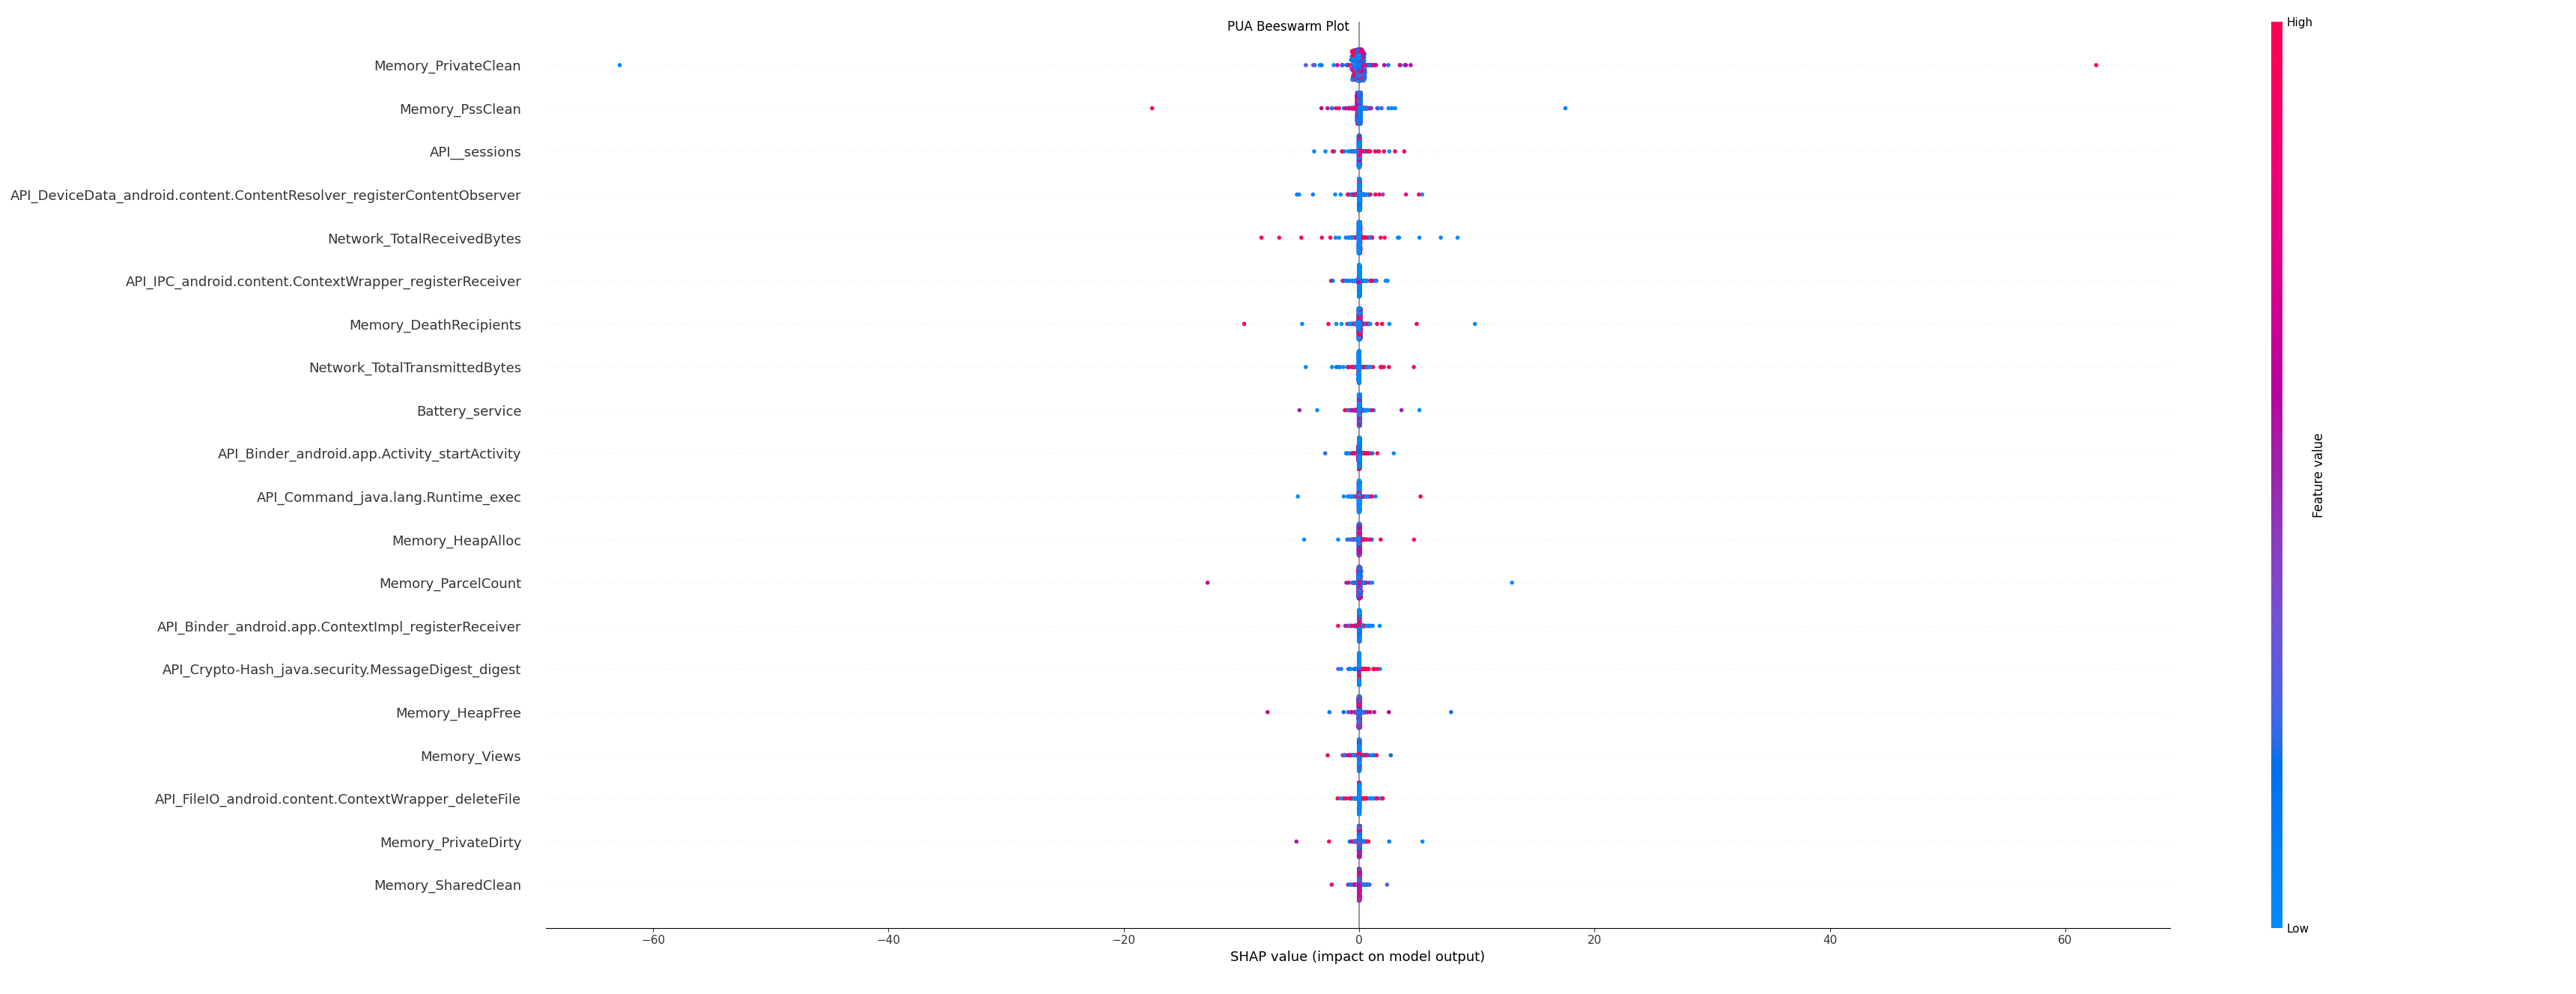 PUA Beeswarm Plot
High
Memory_PrivateClean
Memory_PssClean
API__sessions
API_DeviceData_android.content.ContentResolver_registerContentObserver
Network_TotalReceivedBytes
API_IPC_android.content.ContextWrapper_registerReceiver
Memory_DeathRecipients
Network_TotalTransmittedBytes
Battery_service
API_Binder_android.app.Activity_startActivity
API_Command_java.lang.Runtime_exec
Memory_HeapAlloc
Memory_ParcelCount
API_Binder_android.app.ContextImpl_registerReceiver
API_Crypto-Hash_java.security.MessageDigest_digest
Memory_HeapFree
Memory_Views
API_FileIO_android.content.ContextWrapper_deleteFile
Memory_PrivateDirty
Memory_SharedClean
Feature value
Low
−60 −40 −20 0 20 40 60
SHAP value (impact on model output)